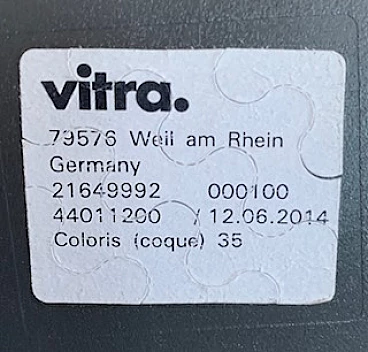 vitra.
79576 Weil am Rhein
Germany
21649992 000100
44011200 / 12.06.2014
Coloris (coque) 35